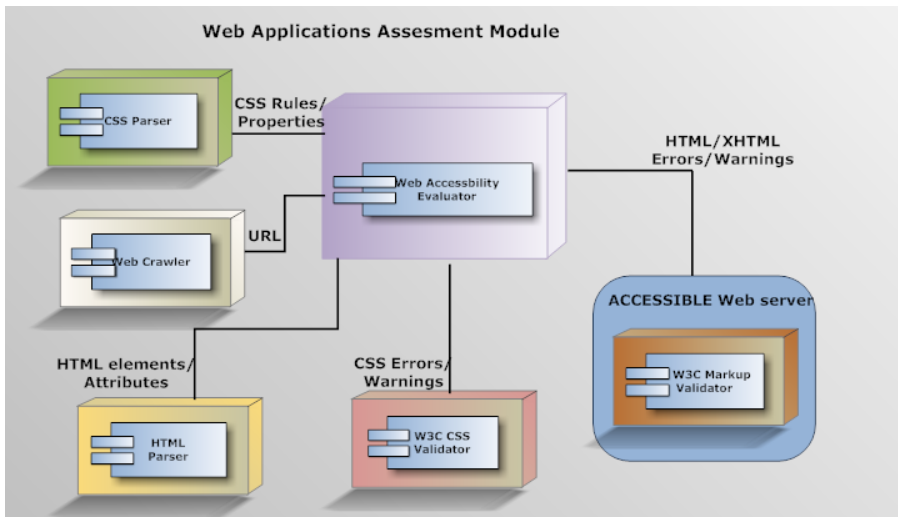 Web Applications Assesment Module
CSS Parser
CSS Rules/
Properties
HTML/XHTML
Errors/Warnings
Web Accessbility
Evaluator
Web Crawler
URL
ACCESSIBLE Web server
W3C Markup
Validator
HTML elements/
Attributes
CSS Errors/
Warnings
HTML
Parser
W3C CSS
Validator